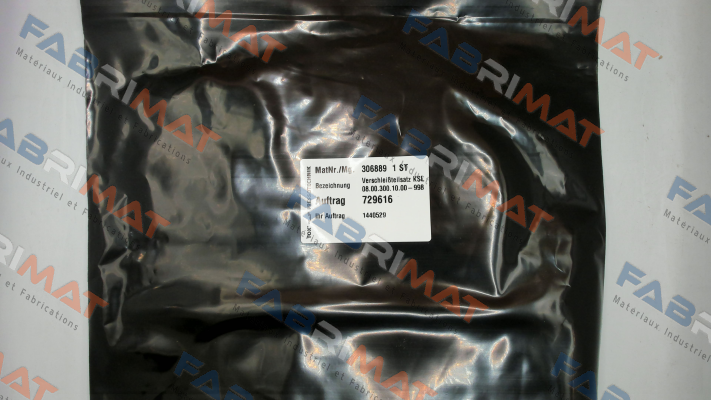 MatNr./Mg. 306889 1 ST
Bezeichnung Verschleißteilsatz KSL
08.00.300.10.00-998
Auftrag 729616
Ihr Auftrag 1440529
FABRIMAT
Materiaux Industriel et Fabrications